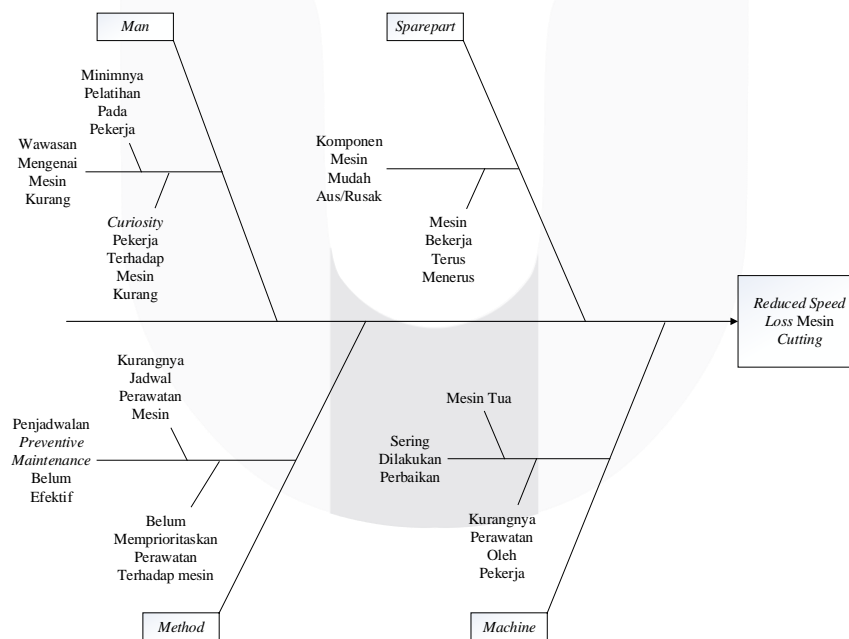 Man
Sparepart
Minimnya
Pelatihan
Pada
Pekerja
Wawasan
Mengenai
Mesin
Kurang
Curiosity
Pekerja
Terhadap
Mesin
Kurang
Komponen
Mesin
Mudah
Aus/Rusak
Mesin
Bekerja
Terus
Menerus
Reduced Speed
Loss Mesin
Cutting
Kurangnya
Jadwal
Perawatan
Mesin
Penjadwalan
Preventive
Maintenance
Belum
Efektif
Belum
Memprioritaskan
Perawatan
Terhadap mesin
Mesin Tua
Sering
Dilakukan
Perbaikan
Kurangnya
Perawatan
Oleh
Pekerja
Method
Machine